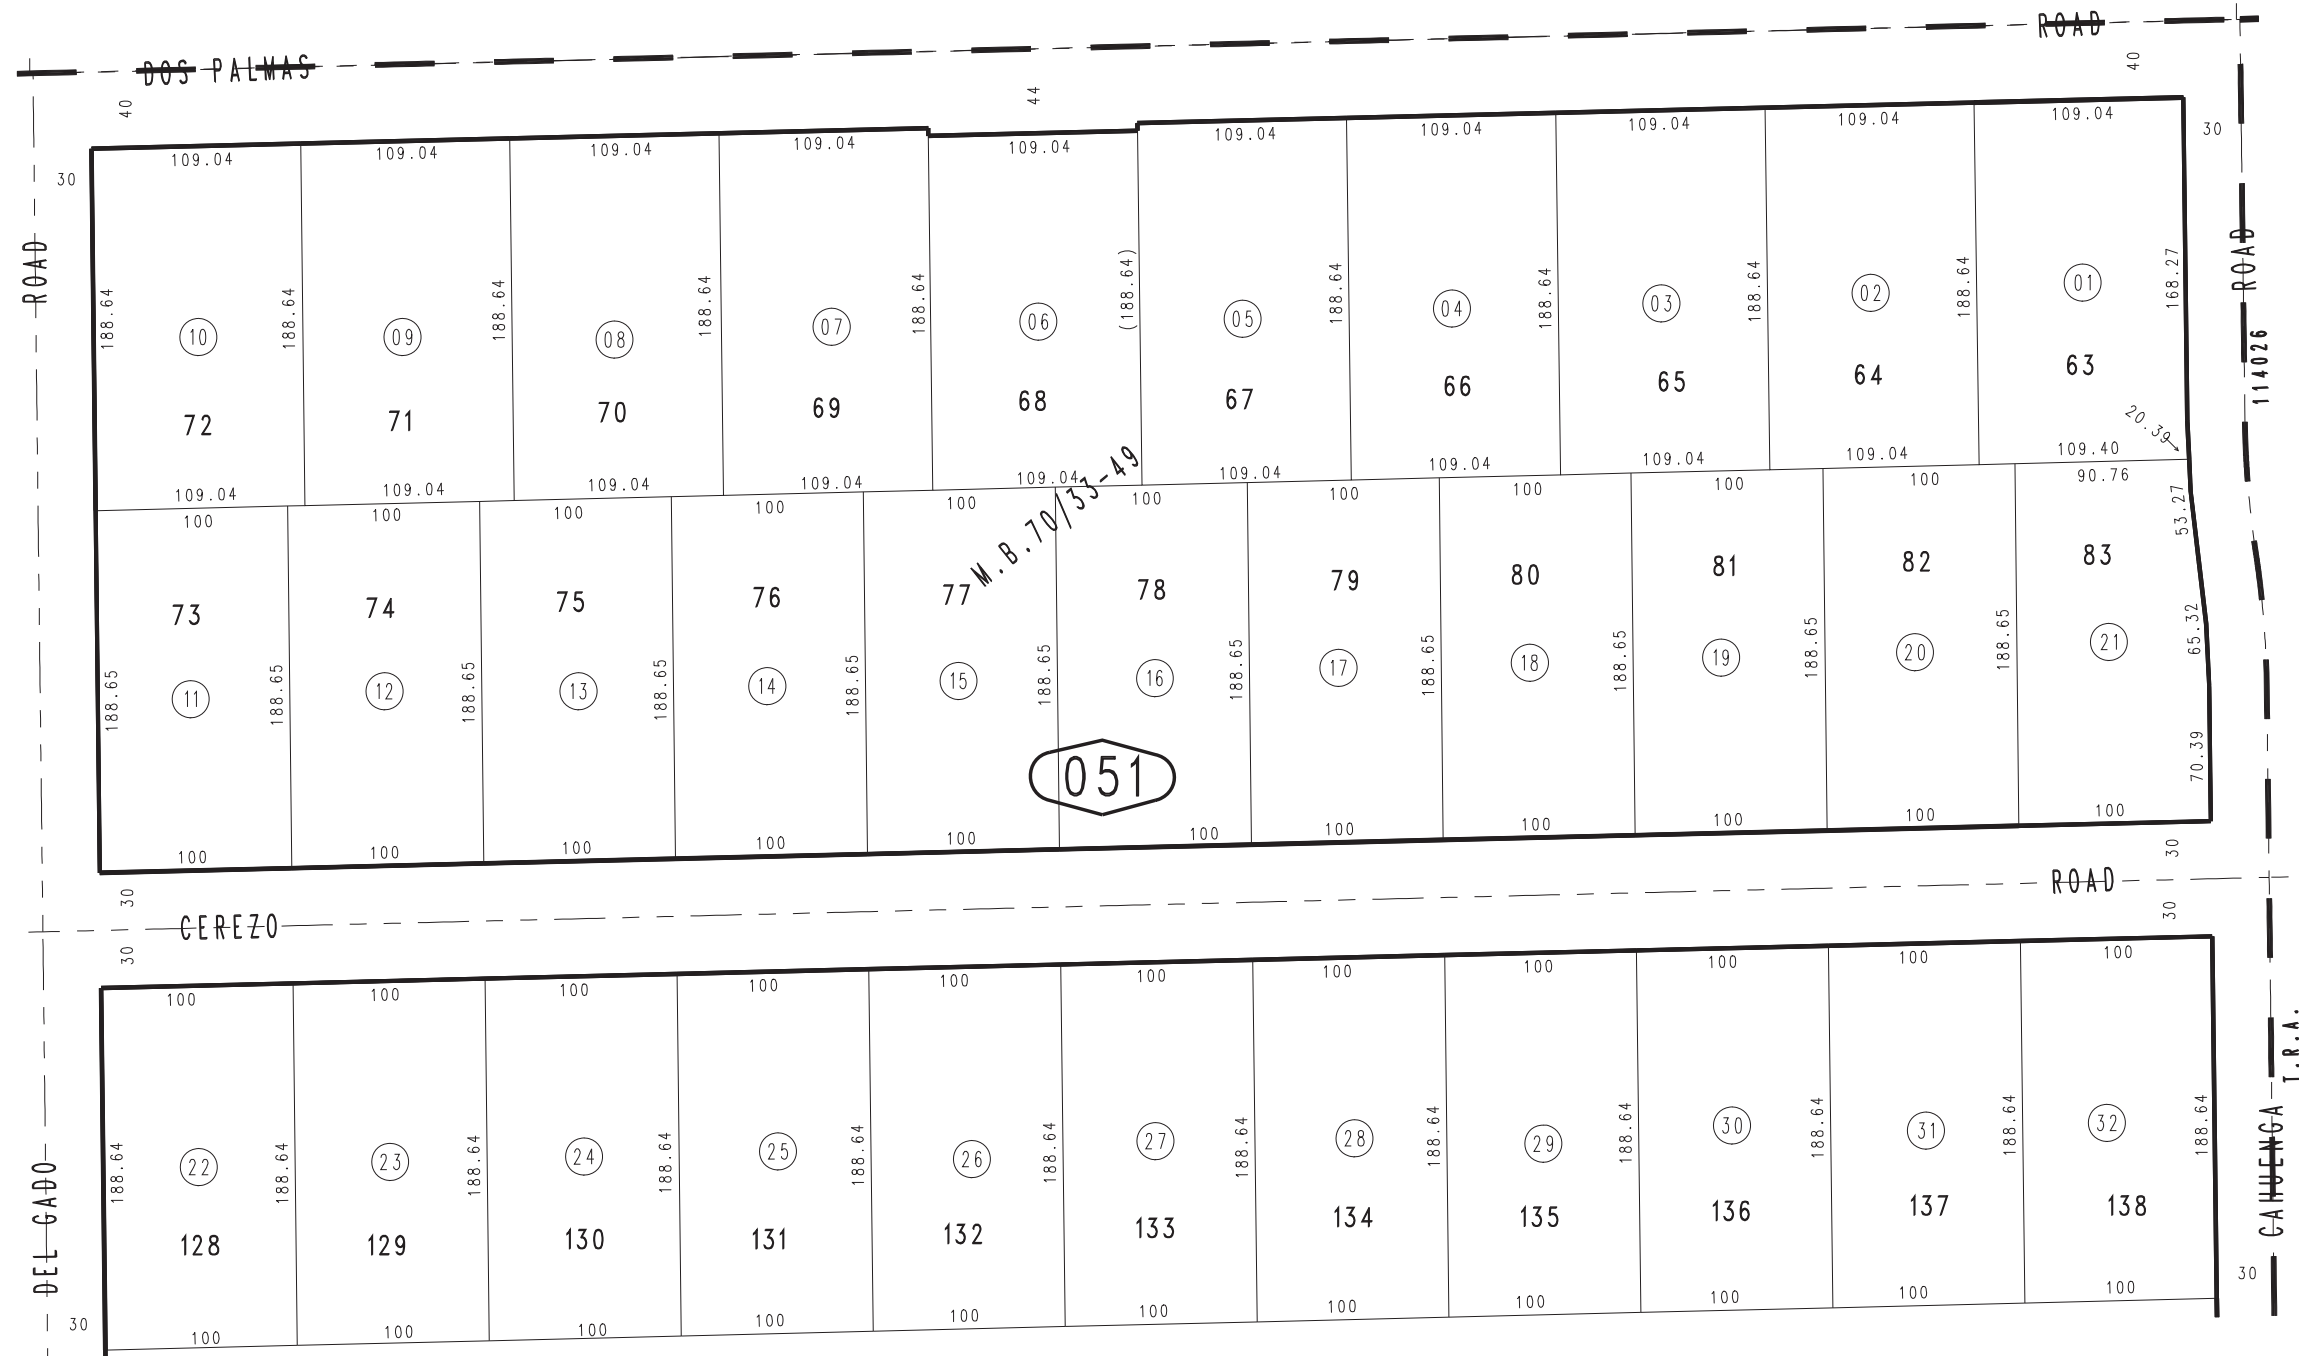 DOS PALMAS ROAD
40 44 40
30 109.04 109.04 109.04 109.04 109.04 109.04 109.04 109.04 109.04 109.04 30
ROAD ROAD
188.64 188.64 188.64 188.64 188.64 (188.64) 188.64 188.64 188.64 188.64 168.27
10 09 08 07 06 05 04 03 02 01
114026
72 71 70 69 68 67 66 65 64 63
20.39
109.04 109.04 109.04 109.04 109.04 109.04 109.04 109.04 109.04 109.40
100 100 100 100 100 100 100 100 100 100 90.76
53.27
M.B.70/33-49
73 74 75 76 77 78 79 80 81 82 83
65.32
188.65 188.65 188.65 188.65 188.65 188.65 188.65 188.65 188.65 188.65 188.65
11 12 13 14 15 16 17 18 19 20 21
70.39
051
100 100 100 100 100 100 100 100 100 100 100
30 30
CEREZO ROAD
30 30
100 100 100 100 100 100 100 100 100 100 100
T.R.A.
188.64 188.64 188.64 188.64 188.64 188.64 188.64 188.64 188.64 188.64 188.64 188.64
22 23 24 25 26 27 28 29 30 31 32
DEL GADO CAHUENGA
128 129 130 131 132 133 134 135 136 137 138
30 30
100 100 100 100 100 100 100 100 100 100 100